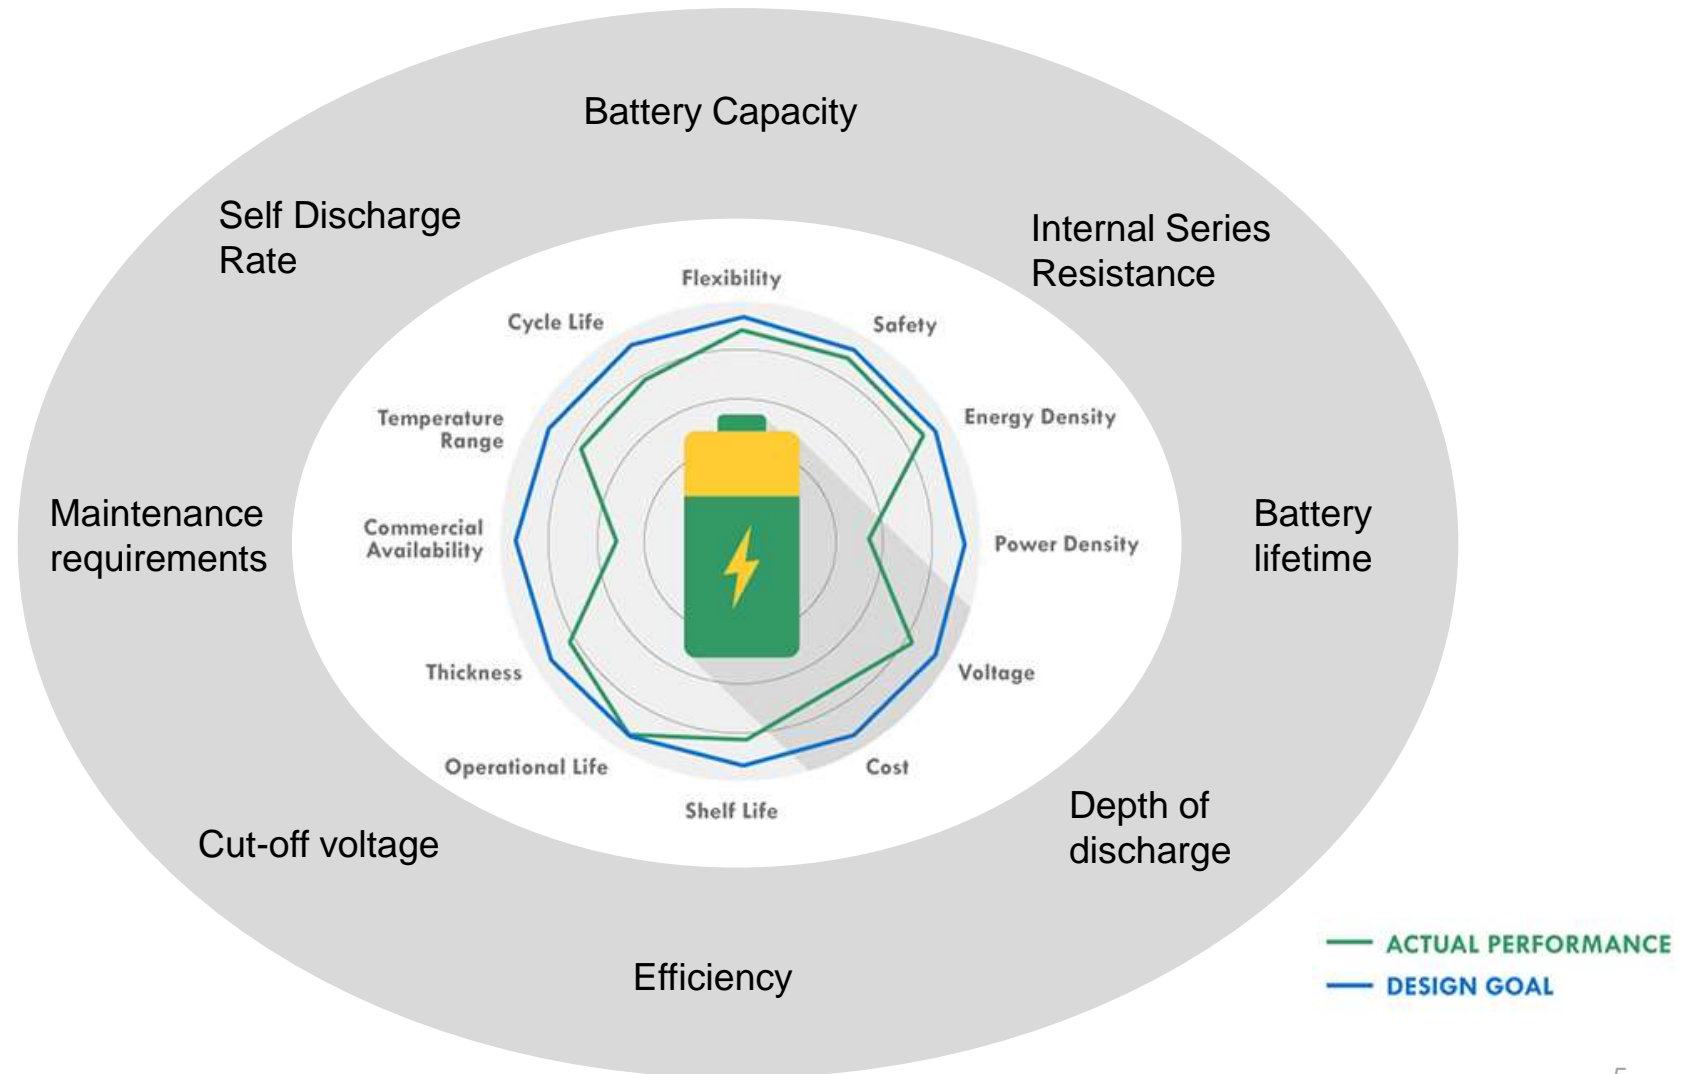 Battery Capacity
Self Discharge
Rate
Internal Series
Resistance
Flexibility
Cycle Life
Safety
Temperature
Range
Energy Density
Commercial
Availability
Power Density
Maintenance
requirements
Battery
lifetime
Thickness
Voltage
Operational Life
Cost
Shelf Life
Cut-off voltage
Depth of
discharge
Efficiency
ACTUAL PERFORMANCE
DESIGN GOAL